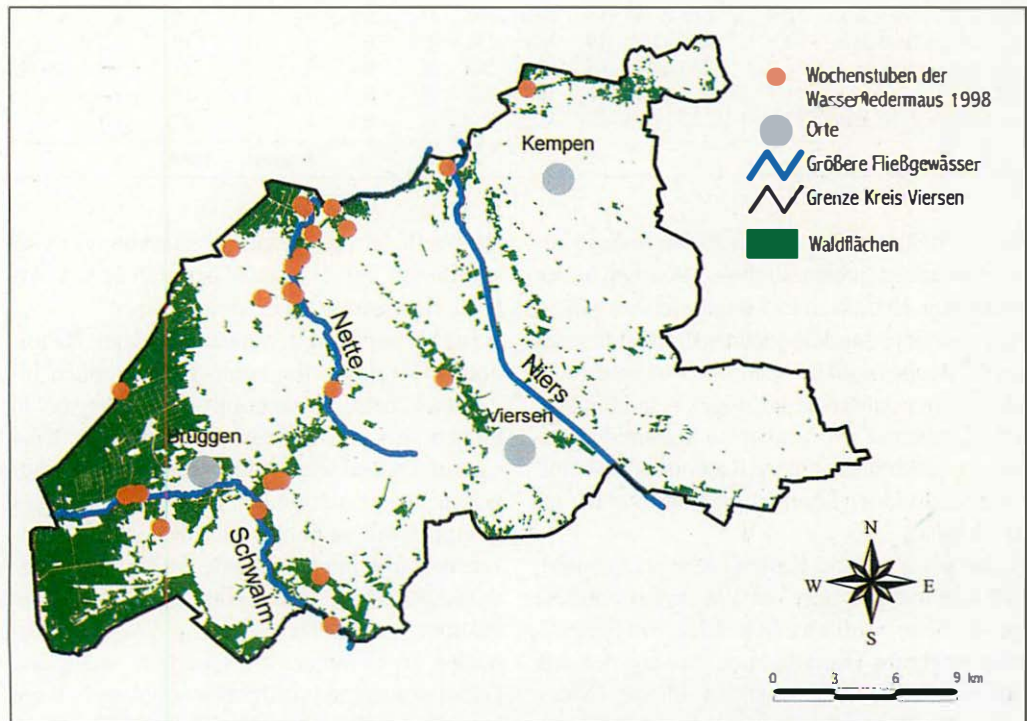 Wochenstuben der
Wasserfledermaus 1998
Orte
Größere Fließgewässer
Grenze Kreis Viersen
Waldflächen
Kempen
Nette
Niers
Viersen
Brüggen
Schwalm
N
W E
S
0 3 6 9 km